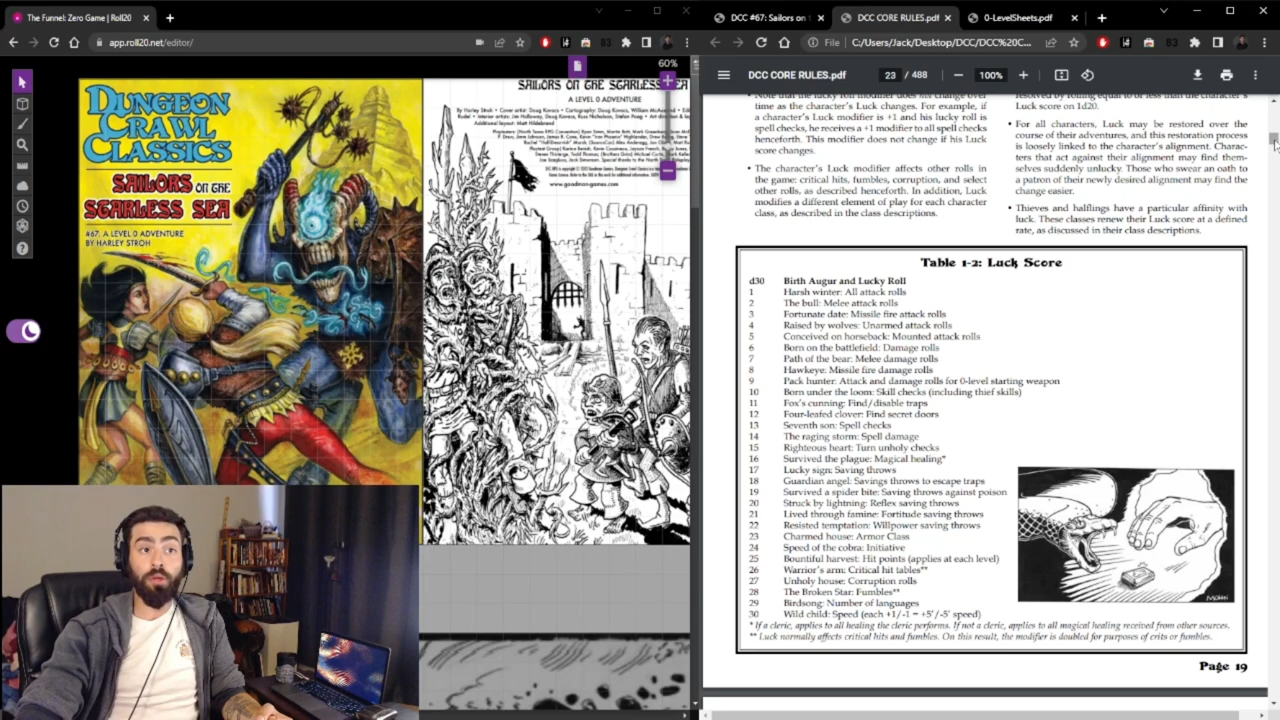 The Funnel: Zero Game | Roll20
app.roll20.net/editor/
60%
DUNGEON
CRAWL
CLASSICS
SAILORS ON THE
STARLESS SEA
#67: A LEVEL 0 ADVENTURE
BY HARLEY STROH
SAILORS ON THE STARLESS SEA
A LEVEL 0 ADVENTURE
www.goodman-games.com
DCC #67: Sailors on
DCC CORE RULES.pdf
0-LevelSheets.pdf
File | C:/Users/Jack/Desktop/DCC/DCC%20C...
DCC CORE RULES.pdf
23 / 488
100%
• Note that the lucky roll modifier does not change over
time as the character's Luck changes. For example, if
a character's Luck modifier is +1 and his lucky roll is
spell checks, he receives a +1 modifier to all spell checks
henceforth. This modifier does not change if his Luck
score changes.
• The character's Luck modifier affects other rolls in
the game: critical hits, fumbles, corruption, and select
other rolls, as described henceforth. In addition, Luck
modifies a different element of play for each character
class, as described in the class descriptions.
resolved by rolling equal to or less than the character's
Luck score on 1d20.
• For all characters, Luck may be restored over the
course of their adventures, and this restoration process
is loosely linked to the character's alignment. Charac-
ters that act against their alignment may find them-
selves suddenly unlucky. Those who swear an oath to
a patron of their newly desired alignment may find the
change easier.
• Thieves and halflings have a particular affinity with
luck. These classes renew their Luck score at a defined
rate, as discussed in their class descriptions.
Table 1-2: Luck Score
d30 Birth Augur and Lucky Roll
1 Harsh winter: All attack rolls
2 The bull: Melee attack rolls
3 Fortunate date: Missile fire attack rolls
4 Raised by wolves: Unarmed attack rolls
5 Conceived on horseback: Mounted attack rolls
6 Born on the battlefield: Damage rolls
7 Path of the bear: Melee damage rolls
8 Hawkeye: Missile fire damage rolls
9 Pack hunter: Attack and damage rolls for 0-level starting weapon
10 Born under the loom: Skill checks (including thief skills)
11 Fox's cunning: Find/disable traps
12 Four-leafed clover: Find secret doors
13 Seventh son: Spell checks
14 The raging storm: Spell damage
15 Righteous heart: Turn unholy checks
16 Survived the plague: Magical healing*
17 Lucky sign: Saving throws
18 Guardian angel: Savings throws to escape traps
19 Survived a spider bite: Saving throws against poison
20 Struck by lightning: Reflex saving throws
21 Lived through famine: Fortitude saving throws
22 Resisted temptation: Willpower saving throws
23 Charmed house: Armor Class
24 Speed of the cobra: Initiative
25 Bountiful harvest: Hit points (applies at each level)
26 Warrior's arm: Critical hit tables**
27 Unholy house: Corruption rolls
28 The Broken Star: Fumbles**
29 Birdsong: Number of languages
30 Wild child: Speed (each +1/-1 = +5'/-5' speed)
* If a cleric, applies to all healing the cleric performs. If not a cleric, applies to all magical healing received from other sources.
** Luck normally affects critical hits and fumbles. On this result, the modifier is doubled for purposes of crits or fumbles.
Page 19